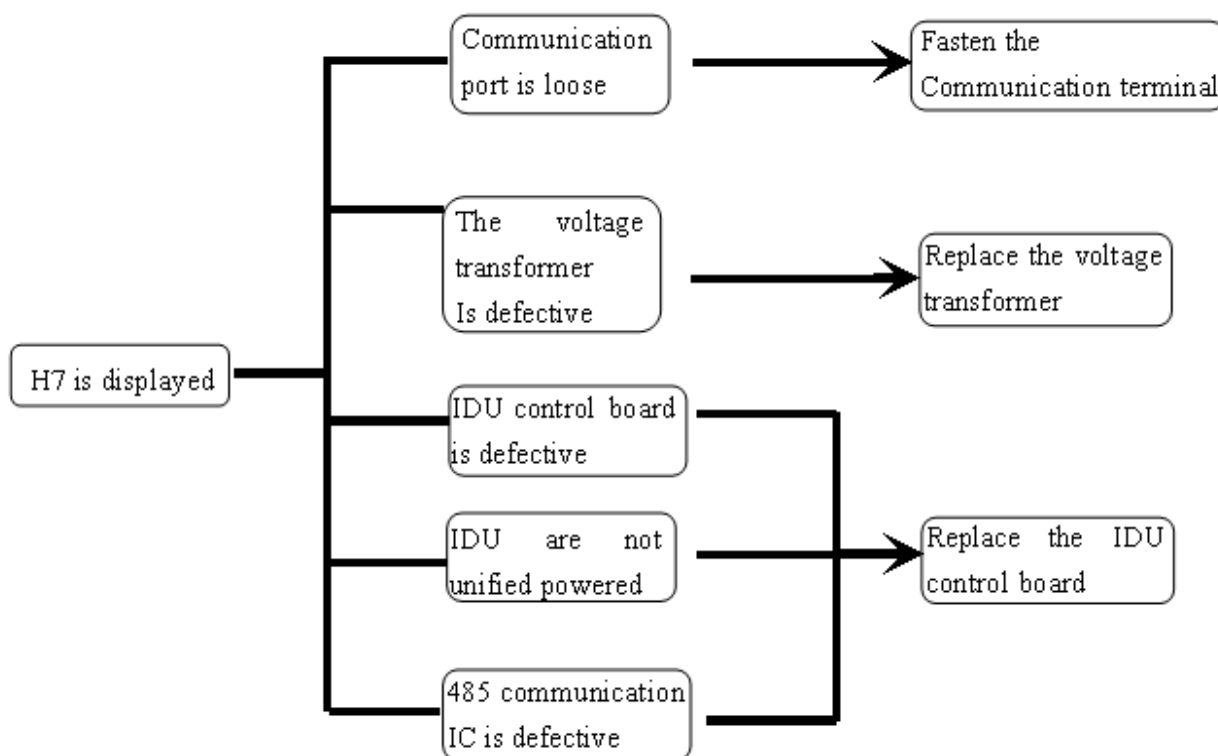 Communication
port is loose
Fasten the
Communication terminal
The voltage
transformer
Is defective
Replace the voltage
transformer
H7 is displayed
IDU control board
is defective
IDU are not
unified powered
Replace the IDU
control board
485 communication
IC is defective